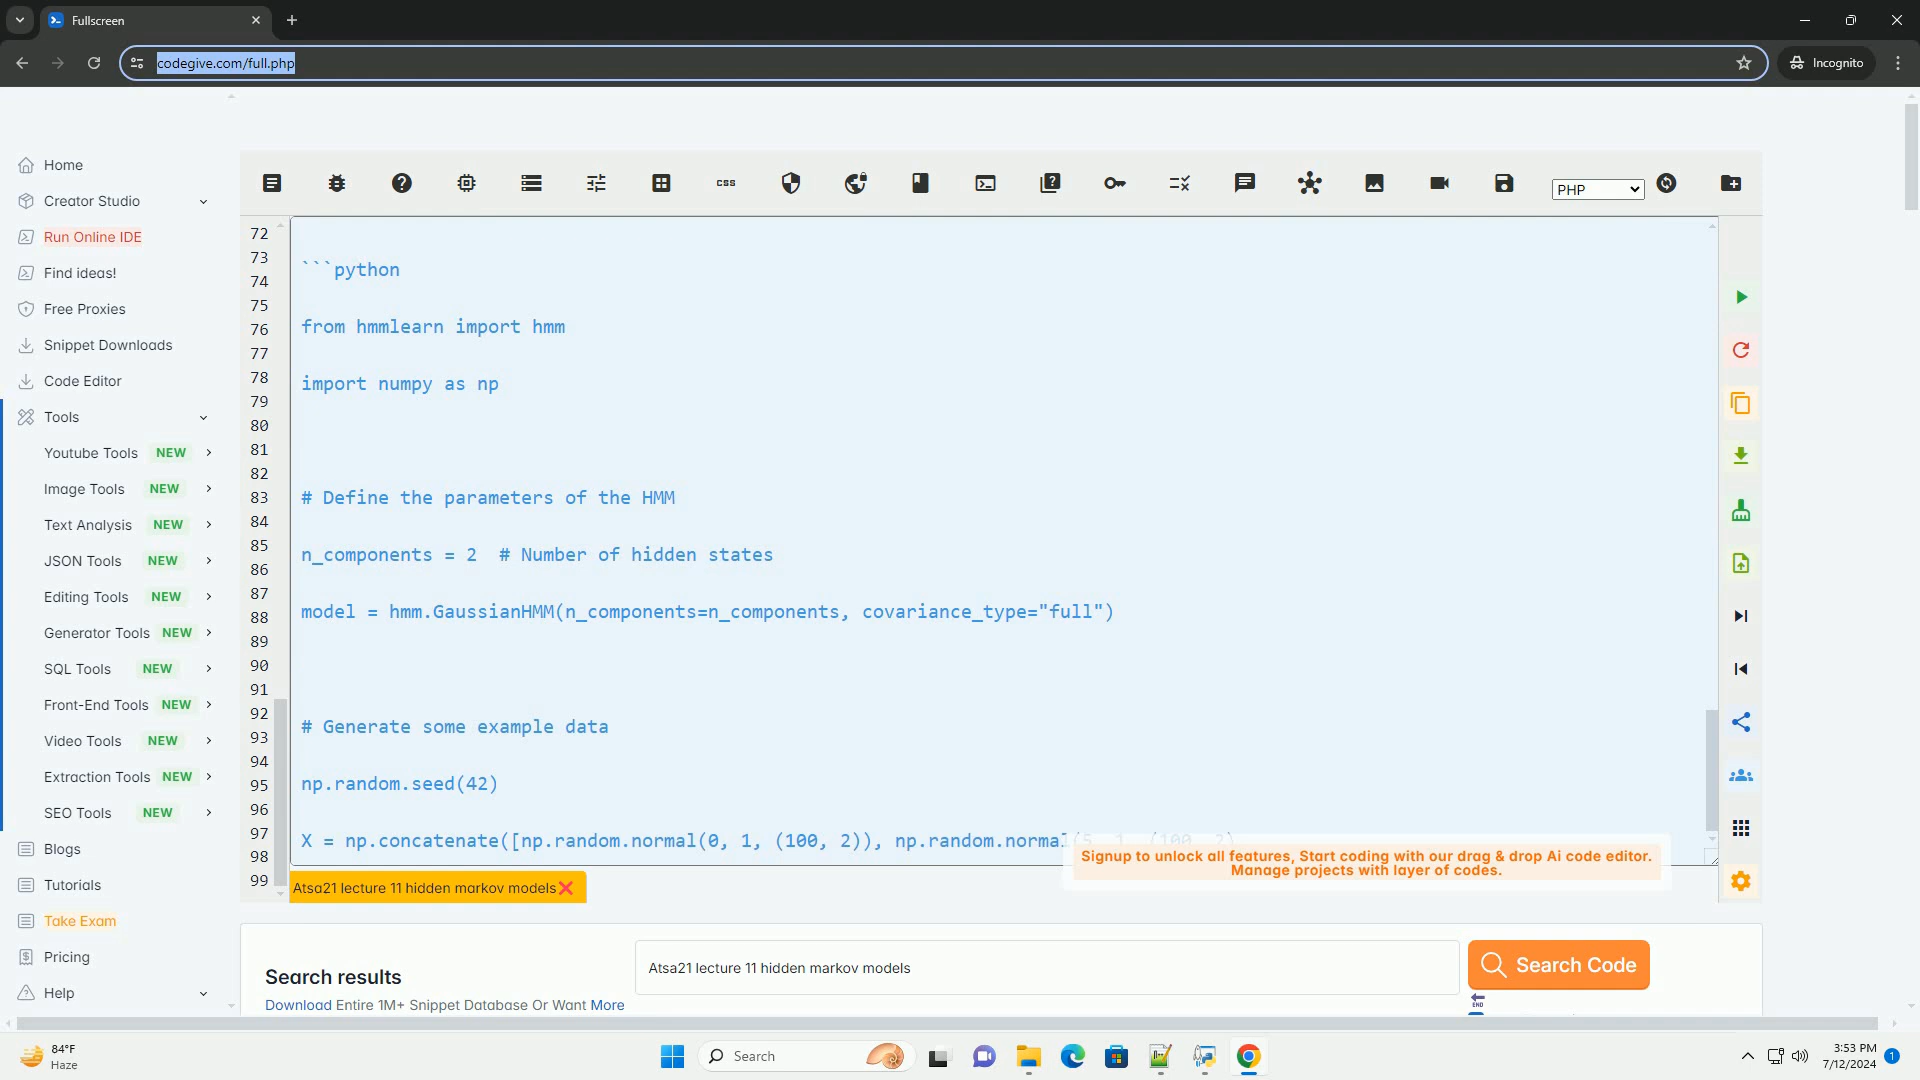 Fullscreen
codegive.com/full.php
Incognito
Home
Creator Studio
Run Online IDE
Find ideas!
Free Proxies
Snippet Downloads
Code Editor
Tools
Youtube Tools NEW
Image Tools NEW
Text Analysis NEW
JSON Tools NEW
Editing Tools NEW
Generator Tools NEW
SQL Tools NEW
Front-End Tools NEW
Video Tools NEW
Extraction Tools NEW
SEO Tools NEW
Blogs
Tutorials
Take Exam
Pricing
Help
css
PHP
72
73
74
75
76
77
78
79
80
81
82
83
84
85
86
87
88
89
90
91
92
93
94
95
96
97
98
99
```python
from hmmlearn import hmm
import numpy as np
# Define the parameters of the HMM
n_components = 2  # Number of hidden states
model = hmm.GaussianHMM(n_components=n_components, covariance_type="full")
# Generate some example data
np.random.seed(42)
X = np.concatenate([np.random.normal(0, 1, (100, 2)), np.random.normal(5, 1, (100, 2)
Signup to unlock all features, Start coding with our drag & drop Ai code editor.
Manage projects with layer of codes.
Atsa21 lecture 11 hidden markov models
Search results
Download Entire 1M+ Snippet Database Or Want More
Atsa21 lecture 11 hidden markov models
Search Code
END
84°F
Haze
Search
3:53 PM
7/12/2024
1